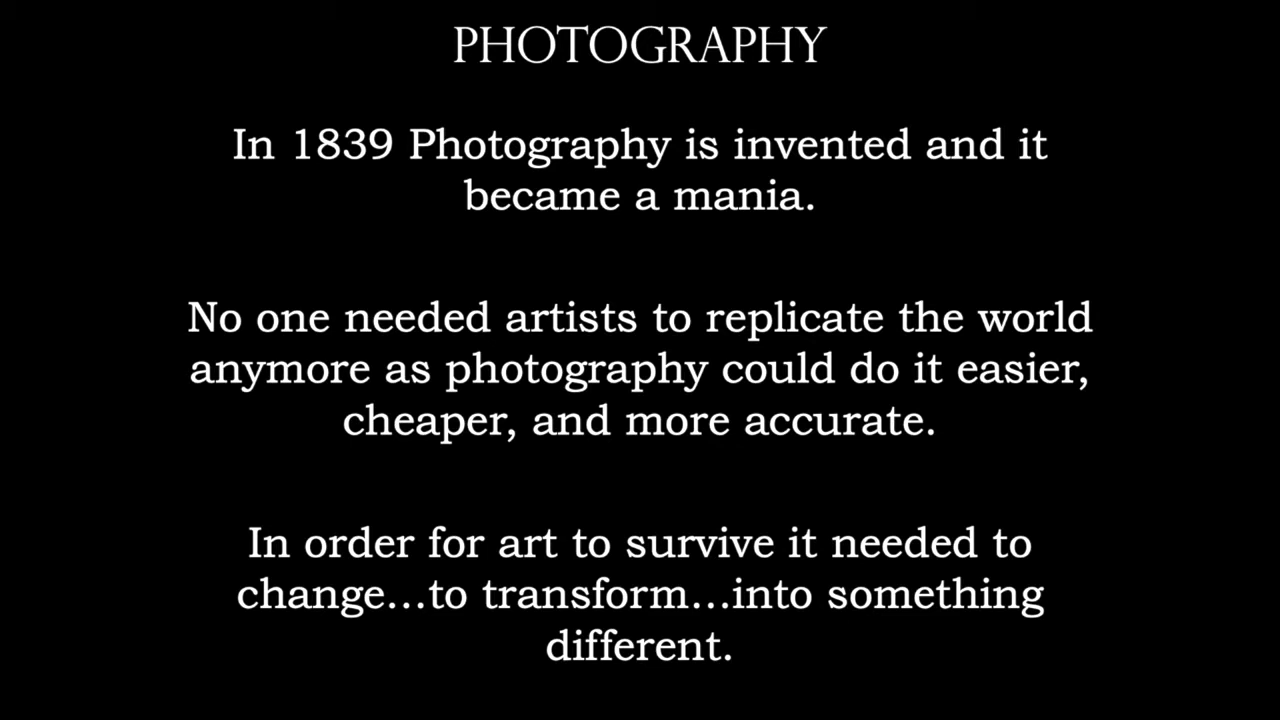 PHOTOGRAPHY
In 1839 Photography is invented and it
became a mania.
No one needed artists to replicate the world
anymore as photography could do it easier,
cheaper, and more accurate.
In order for art to survive it needed to
change...to transform...into something
different.